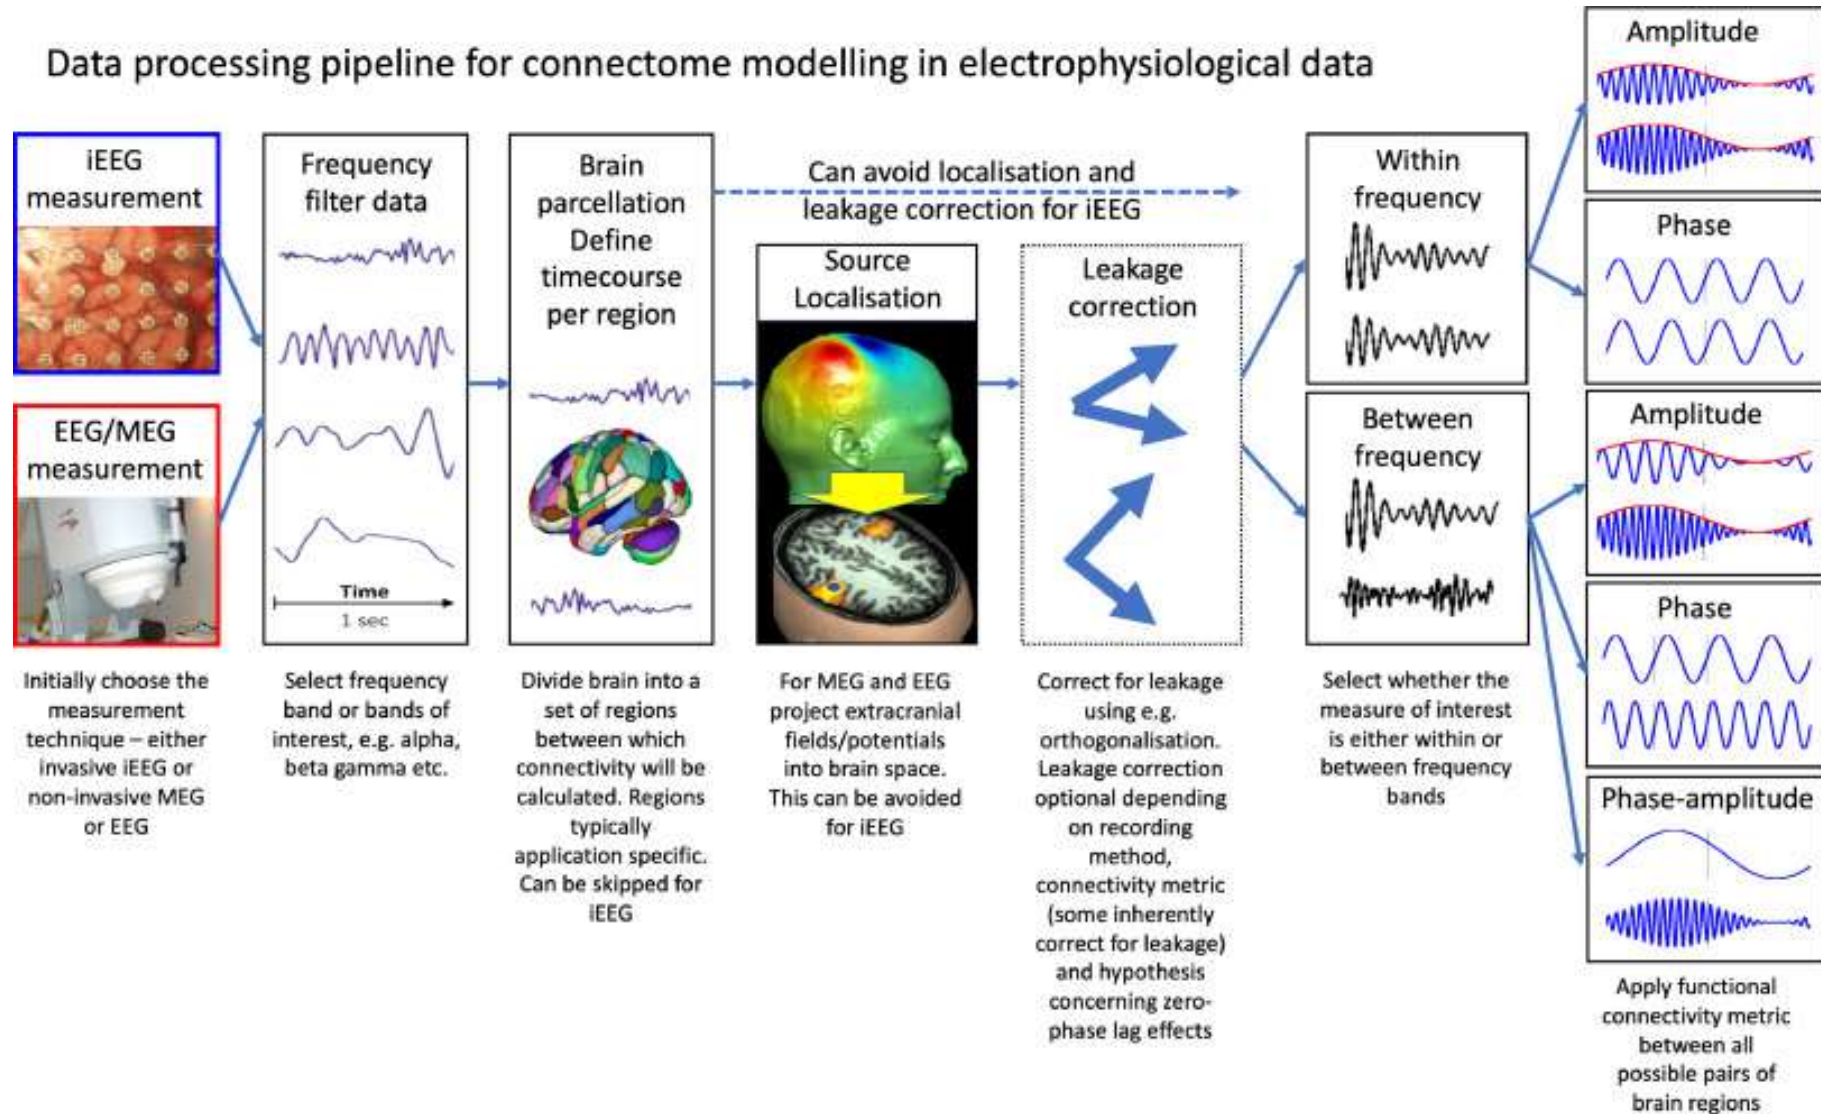 Data processing pipeline for connectome modelling in electrophysiological data
iEEG
measurement
EEG/MEG
measurement
Initially choose the
measurement
technique – either
invasive iEEG or
non-invasive MEG
or EEG
Frequency
filter data
Time
1 sec
Select frequency
band or bands of
interest, e.g. alpha,
beta gamma etc.
Brain
parcellation
Define
timecourse
per region
Divide brain into a
set of regions
between which
connectivity will be
calculated. Regions
typically
application specific.
Can be skipped for
iEEG
Can avoid localisation and
leakage correction for iEEG
Source
Localisation
For MEG and EEG
project extracranial
fields/potentials
into brain space.
This can be avoided
for iEEG
Leakage
correction
Correct for leakage
using e.g.
orthogonalisation.
Leakage correction
optional depending
on recording
method,
connectivity metric
(some inherently
correct for leakage)
and hypothesis
concerning zero-
phase lag effects
Within
frequency
Between
frequency
Select whether the
measure of interest
is either within or
between frequency
bands
Amplitude
Phase
Amplitude
Phase
Phase-amplitude
Apply functional
connectivity metric
between all
possible pairs of
brain regions